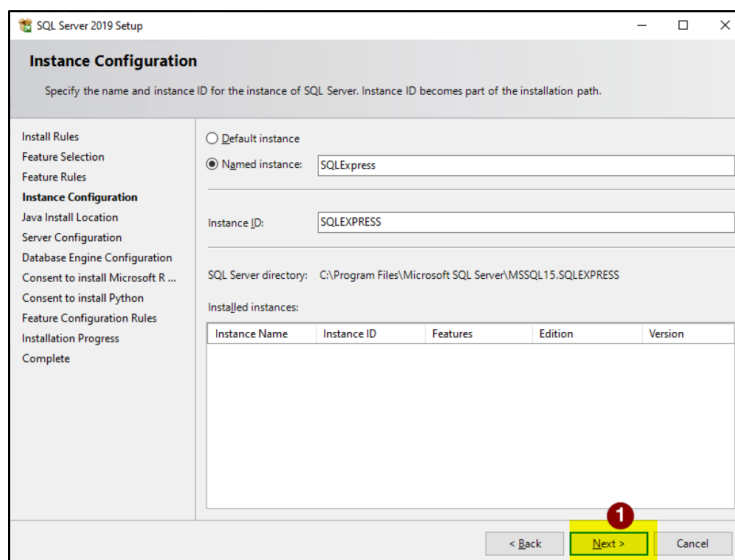 SQL Server 2019 Setup
Instance Configuration
Specify the name and instance ID for the instance of SQL Server. Instance ID becomes part of the installation path.
Install Rules
Feature Selection
Feature Rules
Instance Configuration
Java Install Location
Server Configuration
Database Engine Configuration
Consent to install Microsoft R ...
Consent to install Python
Feature Configuration Rules
Installation Progress
Complete
Default instance
Named instance: SQLExpress
Instance ID: SQLEXPRESS
SQL Server directory: C:\Program Files\Microsoft SQL Server\MSSQL15.SQLEXPRESS
Installed instances:
Instance Name Instance ID Features Edition Version
1
< Back Next > Cancel